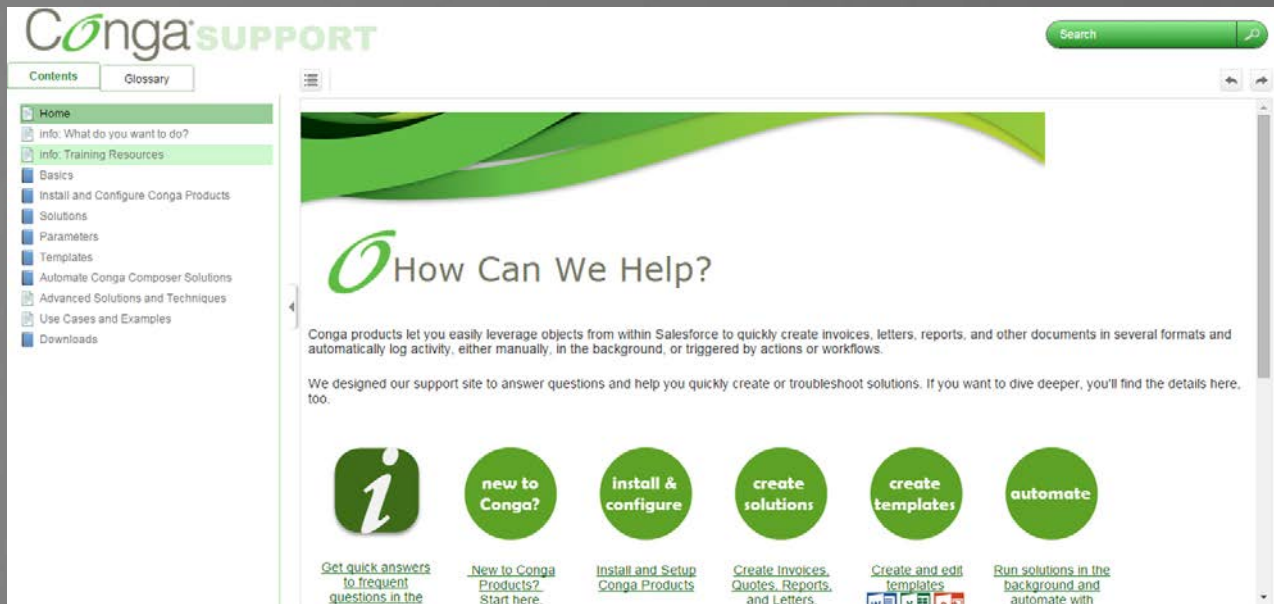 Conga® SUPPORT
Search
Contents
Glossary
Home
info: What do you want to do?
info: Training Resources
Basics
Install and Configure Conga Products
Solutions
Parameters
Templates
Automate Conga Composer Solutions
Advanced Solutions and Techniques
Use Cases and Examples
Downloads
How Can We Help?
Conga products let you easily leverage objects from within Salesforce to quickly create invoices, letters, reports, and other documents in several formats and
automatically log activity, either manually, in the background, or triggered by actions or workflows.
We designed our support site to answer questions and help you quickly create or troubleshoot solutions. If you want to dive deeper, you'll find the details here,
too.
i
new to
Conga?
install &
configure
create
solutions
create
templates
automate
Get quick answers
to frequent
questions in the
New to Conga
Products?
Start here.
Install and Setup
Conga Products
Create Invoices,
Quotes, Reports,
and Letters
Create and edit
templates
Run solutions in the
background and
automate with